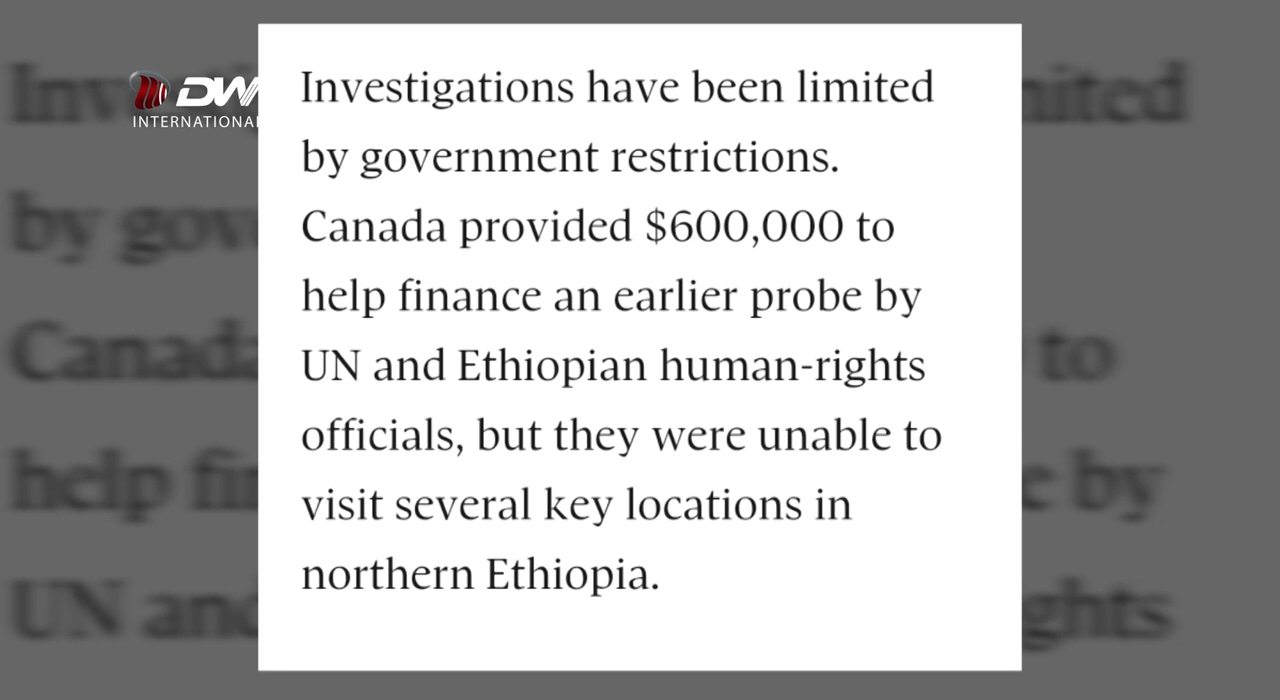 DW
INTERNATIONAL
Investigations have been limited
by government restrictions.
Canada provided $600,000 to
help finance an earlier probe by
UN and Ethiopian human-rights
officials, but they were unable to
visit several key locations in
northern Ethiopia.